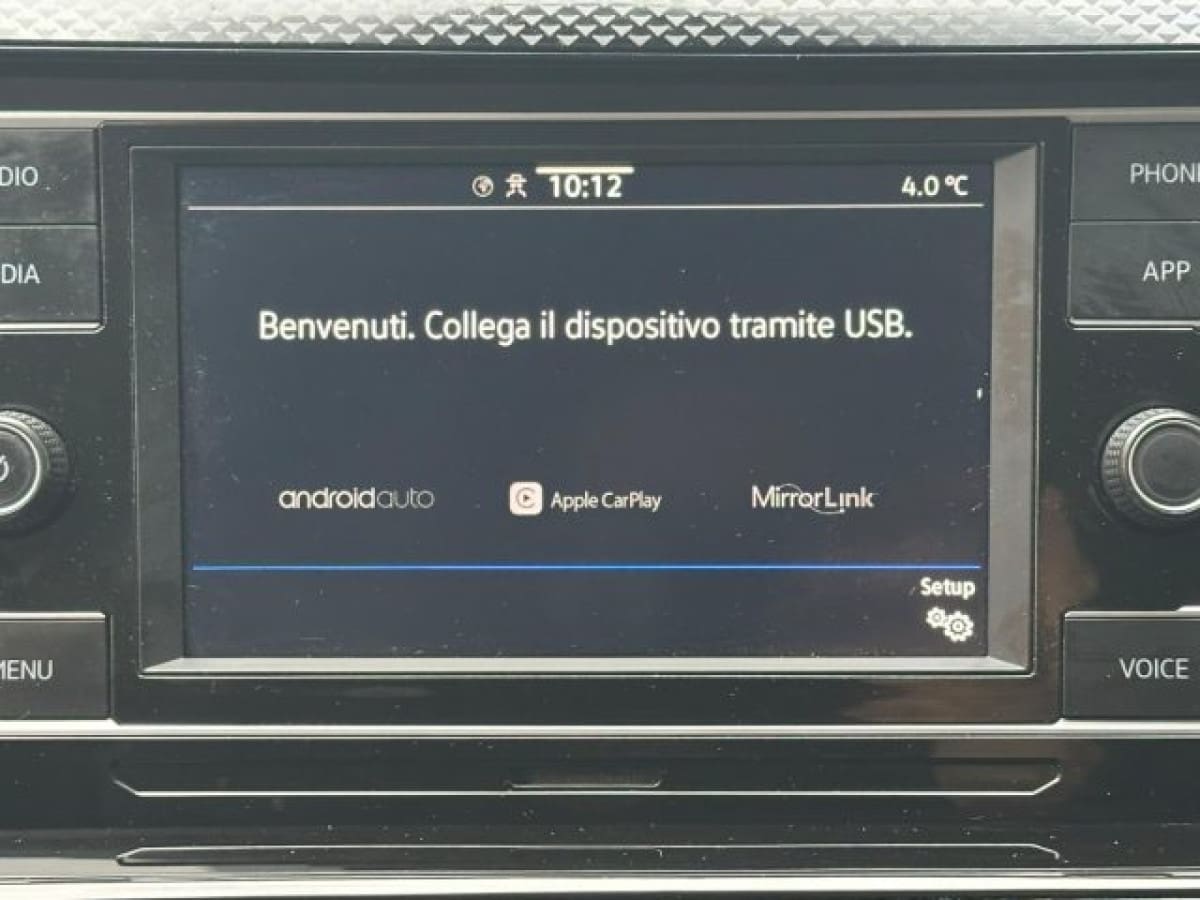 10:12
4.0 °C
DIO
PHON
DIA
APP
Benvenuti. Collega il dispositivo tramite USB.
androidauto
Apple CarPlay
MirrorLink
Setup
MENU
VOICE